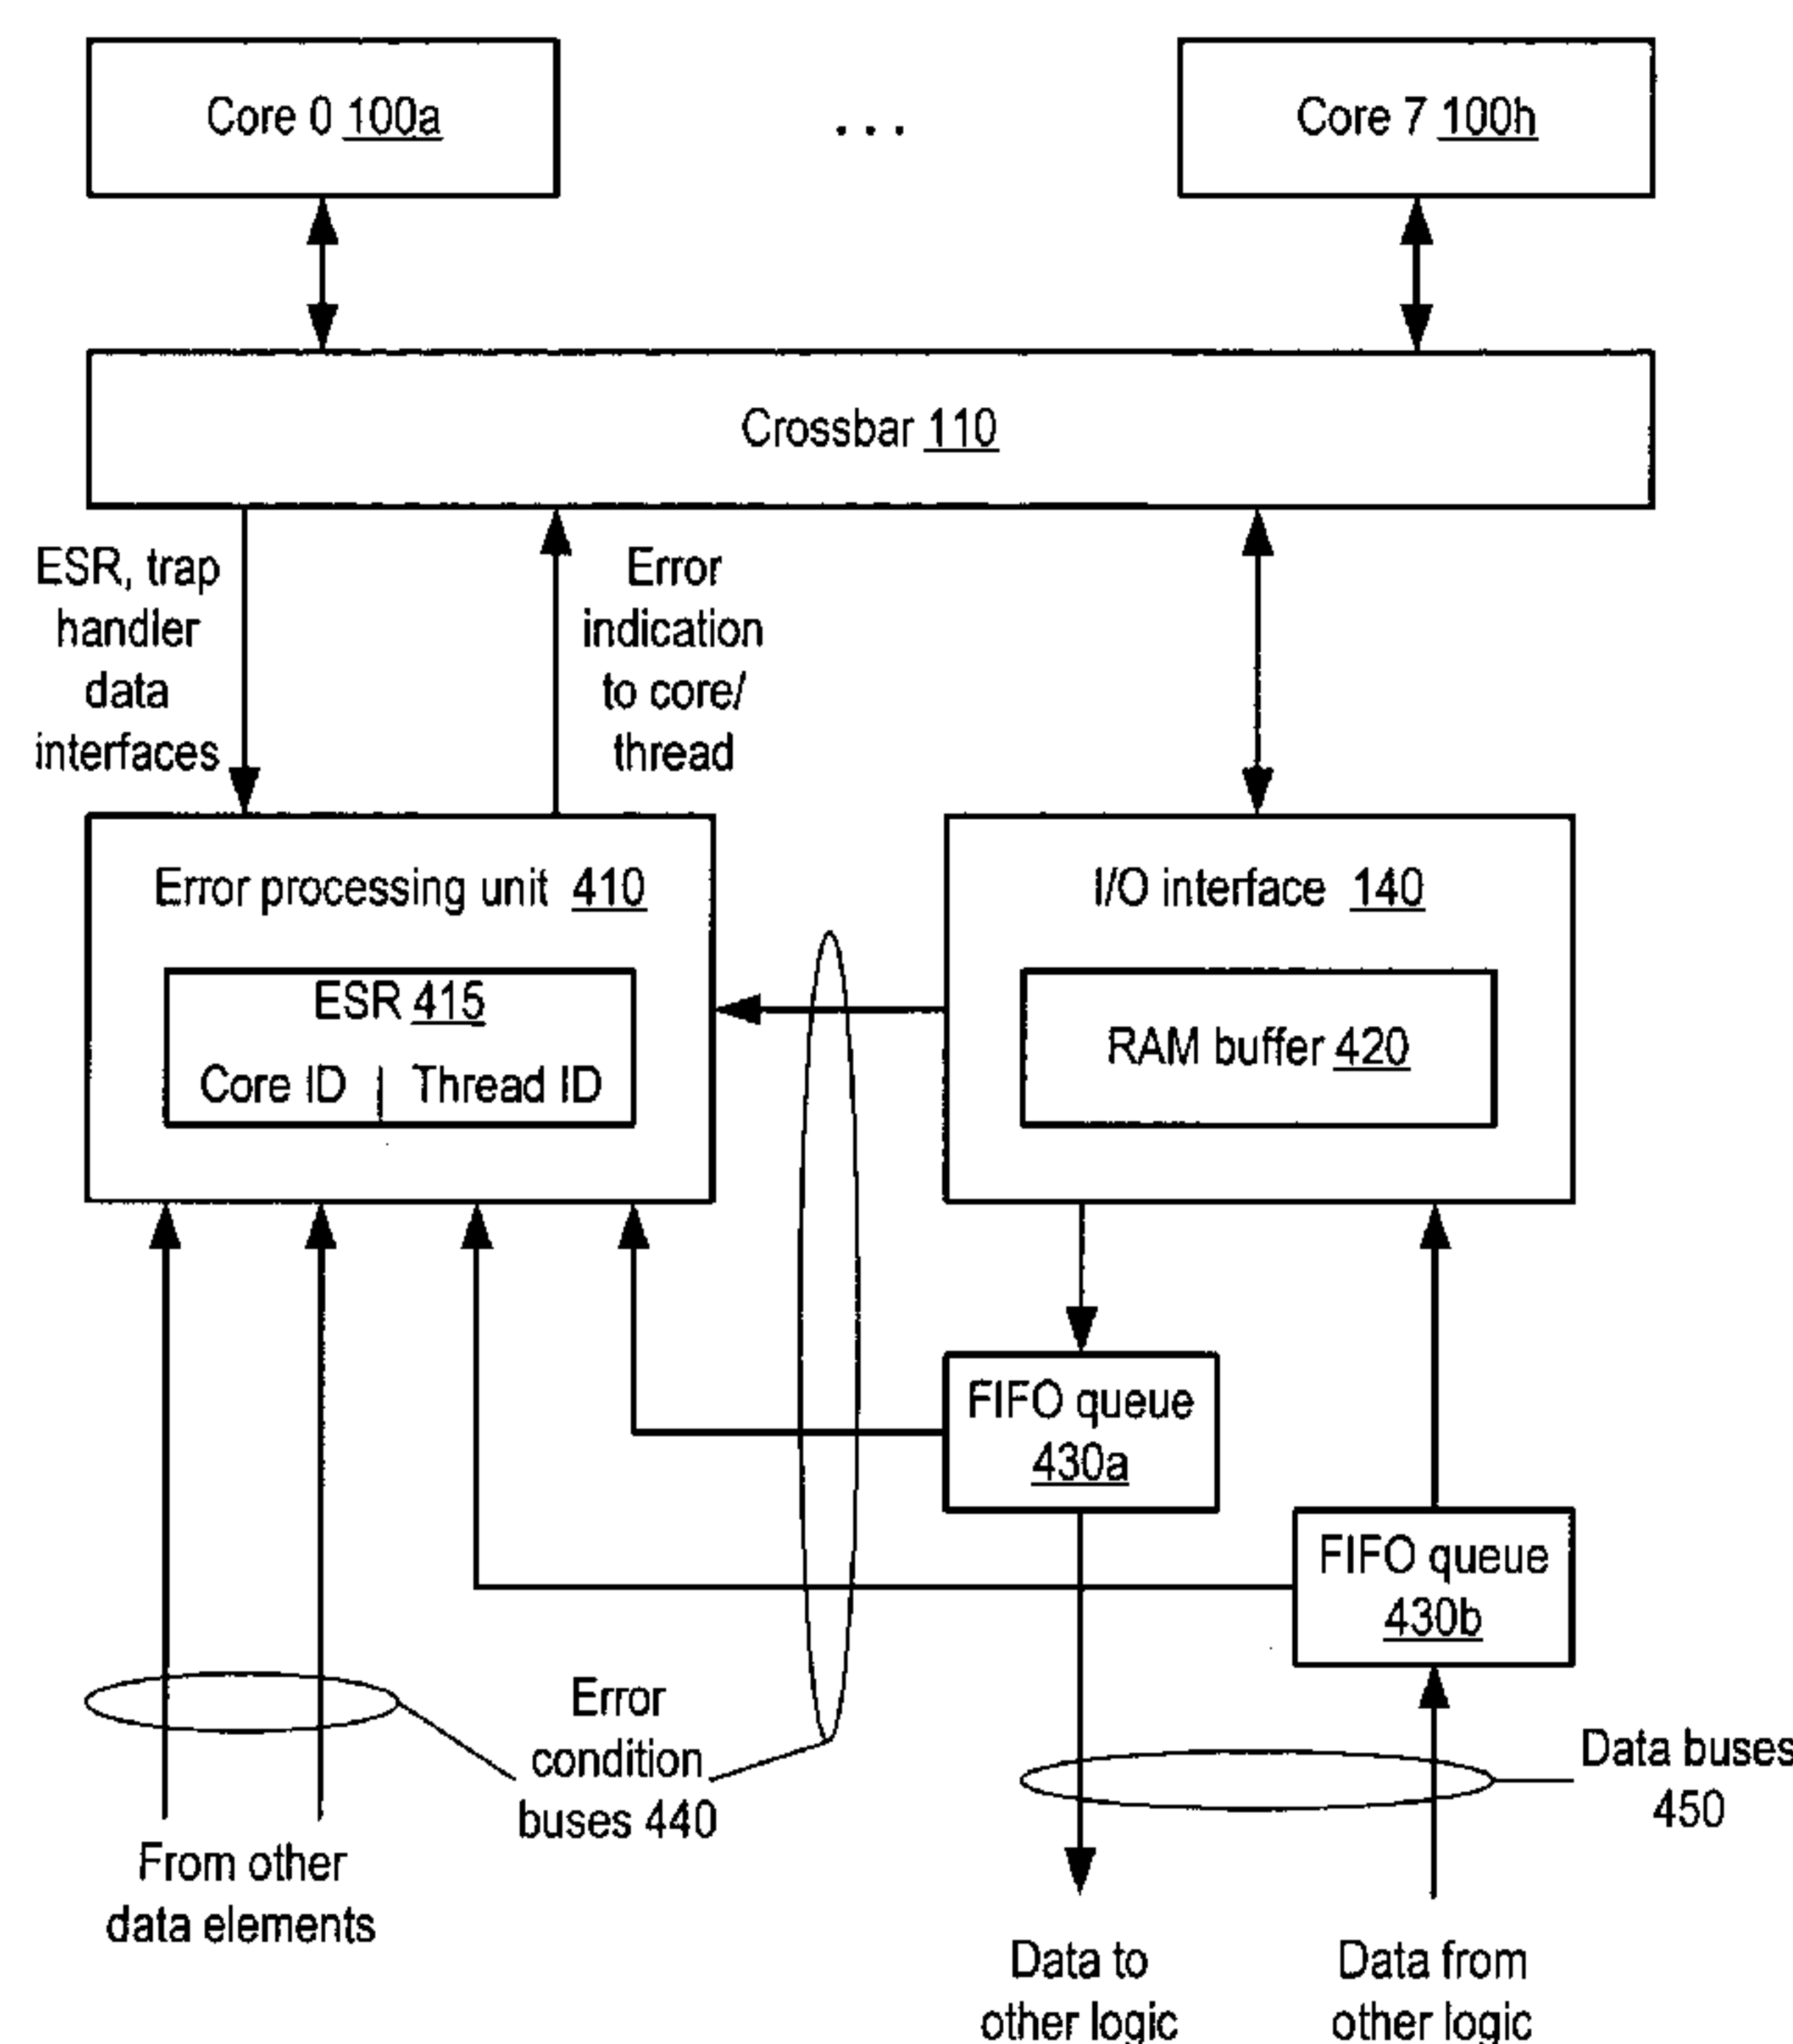 Core 0 100a
...
Core 7 100h
Crossbar 110
ESR, trap
handler
data
interfaces
Error
indication
to core/
thread
Error processing unit 410
ESR 415
Core ID | Thread ID
I/O interface 140
RAM buffer 420
FIFO queue
430a
FIFO queue
430b
Error
condition
buses 440
Data buses
450
From other
data elements
Data to
other logic
Data from
other logic